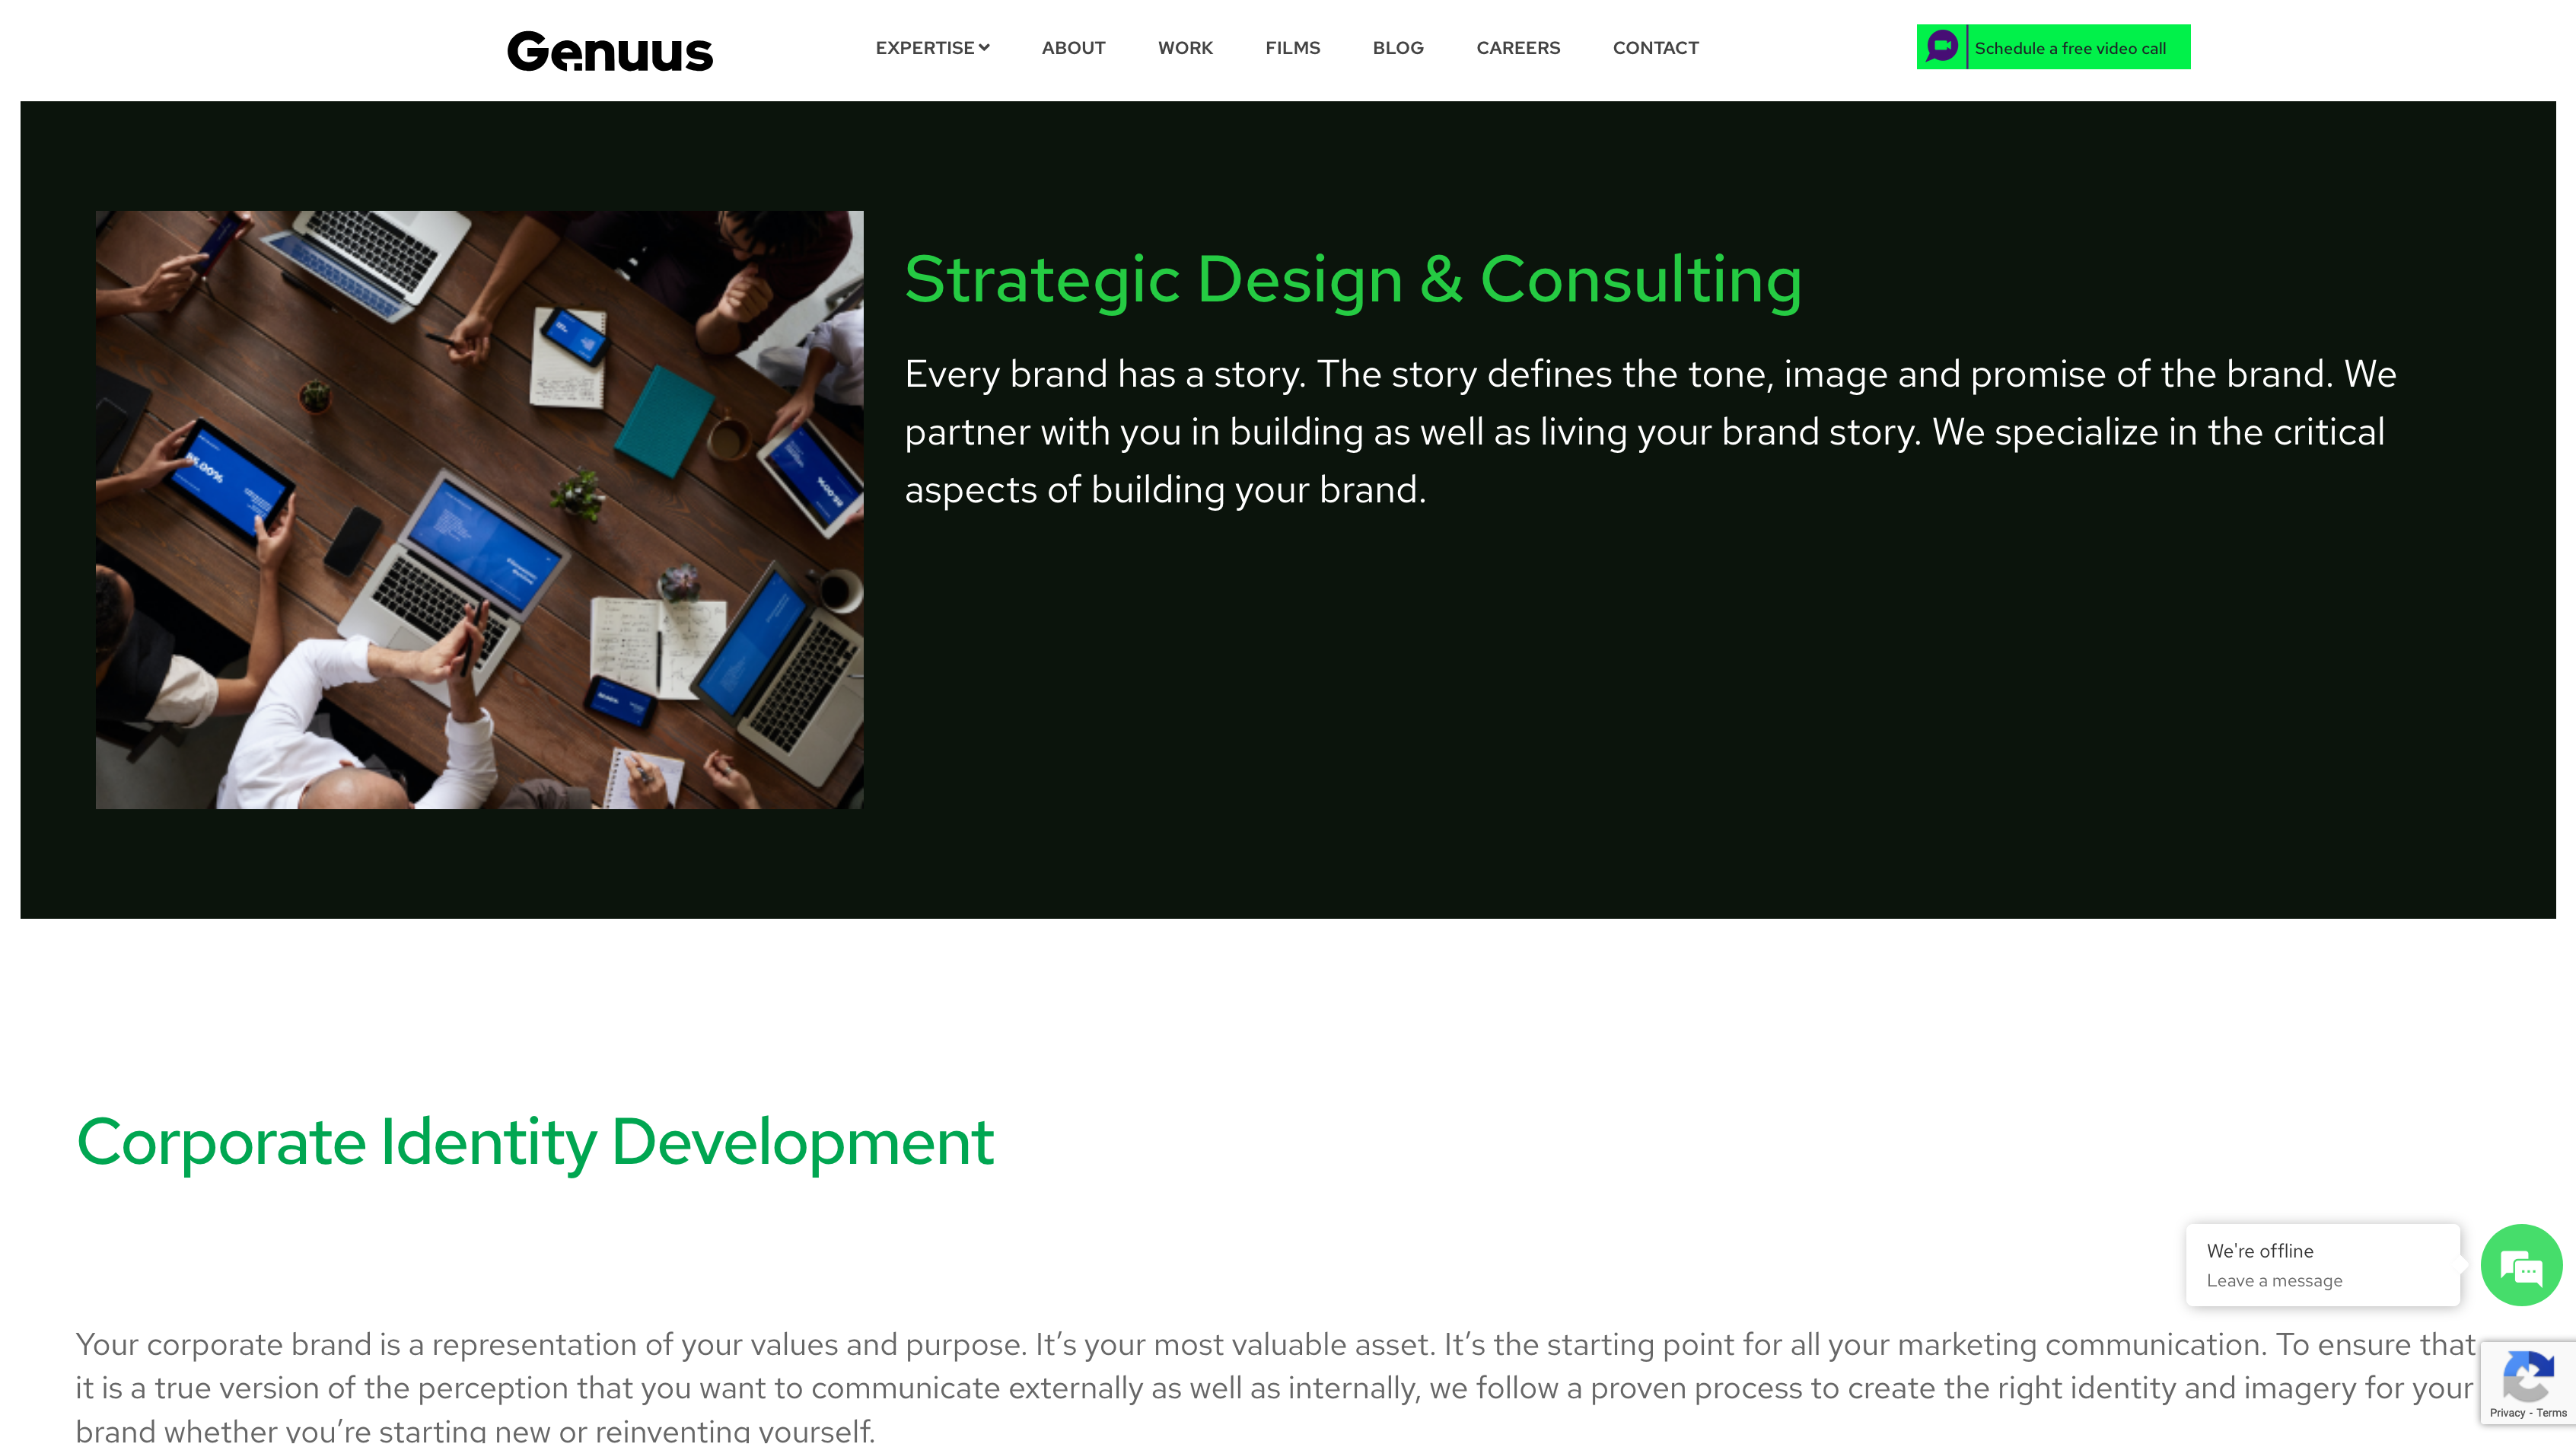 Genuus
EXPERTISE
ABOUT
WORK
FILMS
BLOG
CAREERS
CONTACT
Schedule a free video call
Strategic Design & Consulting
Every brand has a story. The story defines the tone, image and promise of the brand. We
partner with you in building as well as living your brand story. We specialize in the critical
aspects of building your brand.
Corporate Identity Development
We're offline
Leave a message
Your corporate brand is a representation of your values and purpose. It’s your most valuable asset. It’s the starting point for all your marketing communication. To ensure that
it is a true version of the perception that you want to communicate externally as well as internally, we follow a proven process to create the right identity and imagery for your
brand whether you’re starting new or reinventing yourself.
Privacy - Terms